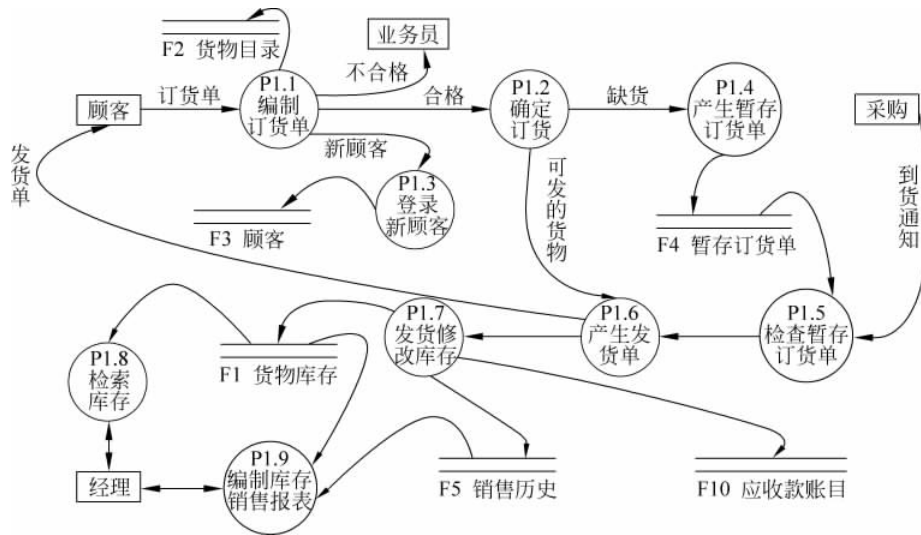 F2 货物目录
业务员
P1.1
编制
订货单
不合格
P1.2
确定
订货
P1.4
产生暂存
订货单
顾客
订货单
合格
缺货
采购
发货单
新顾客
P1.3
登录
新顾客
可发的货物
到货通知
F3 顾客
F4 暂存订货单
P1.7
发货修
改库存
P1.6
产生发
货单
P1.5
检查暂存
订货单
P1.8
检索
库存
F1 货物库存
P1.9
编制库存
销售报表
经理
F5 销售历史
F10 应收款账目